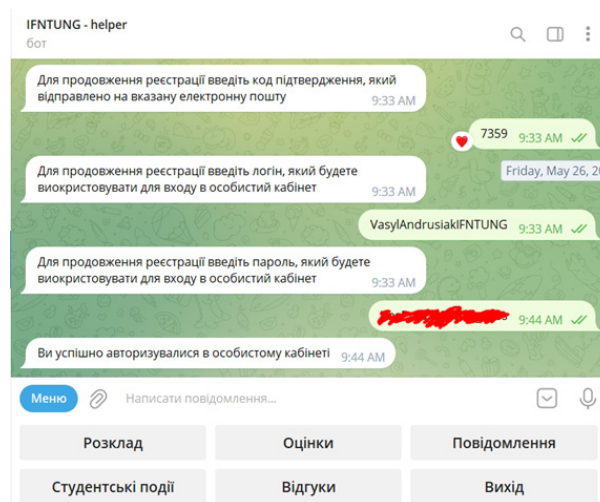 IFNTUNG - helper
бот
Для продовження реєстрації введіть код підтвердження, який
відправлено на вказану електронну пошту
9:33 AM
7359 9:33 AM
Friday, May 26, 20
Для продовження реєстрації введіть логін, який будете
виокристовувати для входу в особистий кабінет
9:33 AM
VasylAndrusiakIFNTUNG 9:33 AM
Для продовження реєстрації введіть пароль, який будете
виокристовувати для входу в особистий кабінет
9:33 AM
9:44 AM
Ви успішно авторизувалися в особистому кабінеті 9:44 AM
Меню Написати повідомлення...
Розклад Оцінки Повідомлення
Студентські події Відгуки Вихід